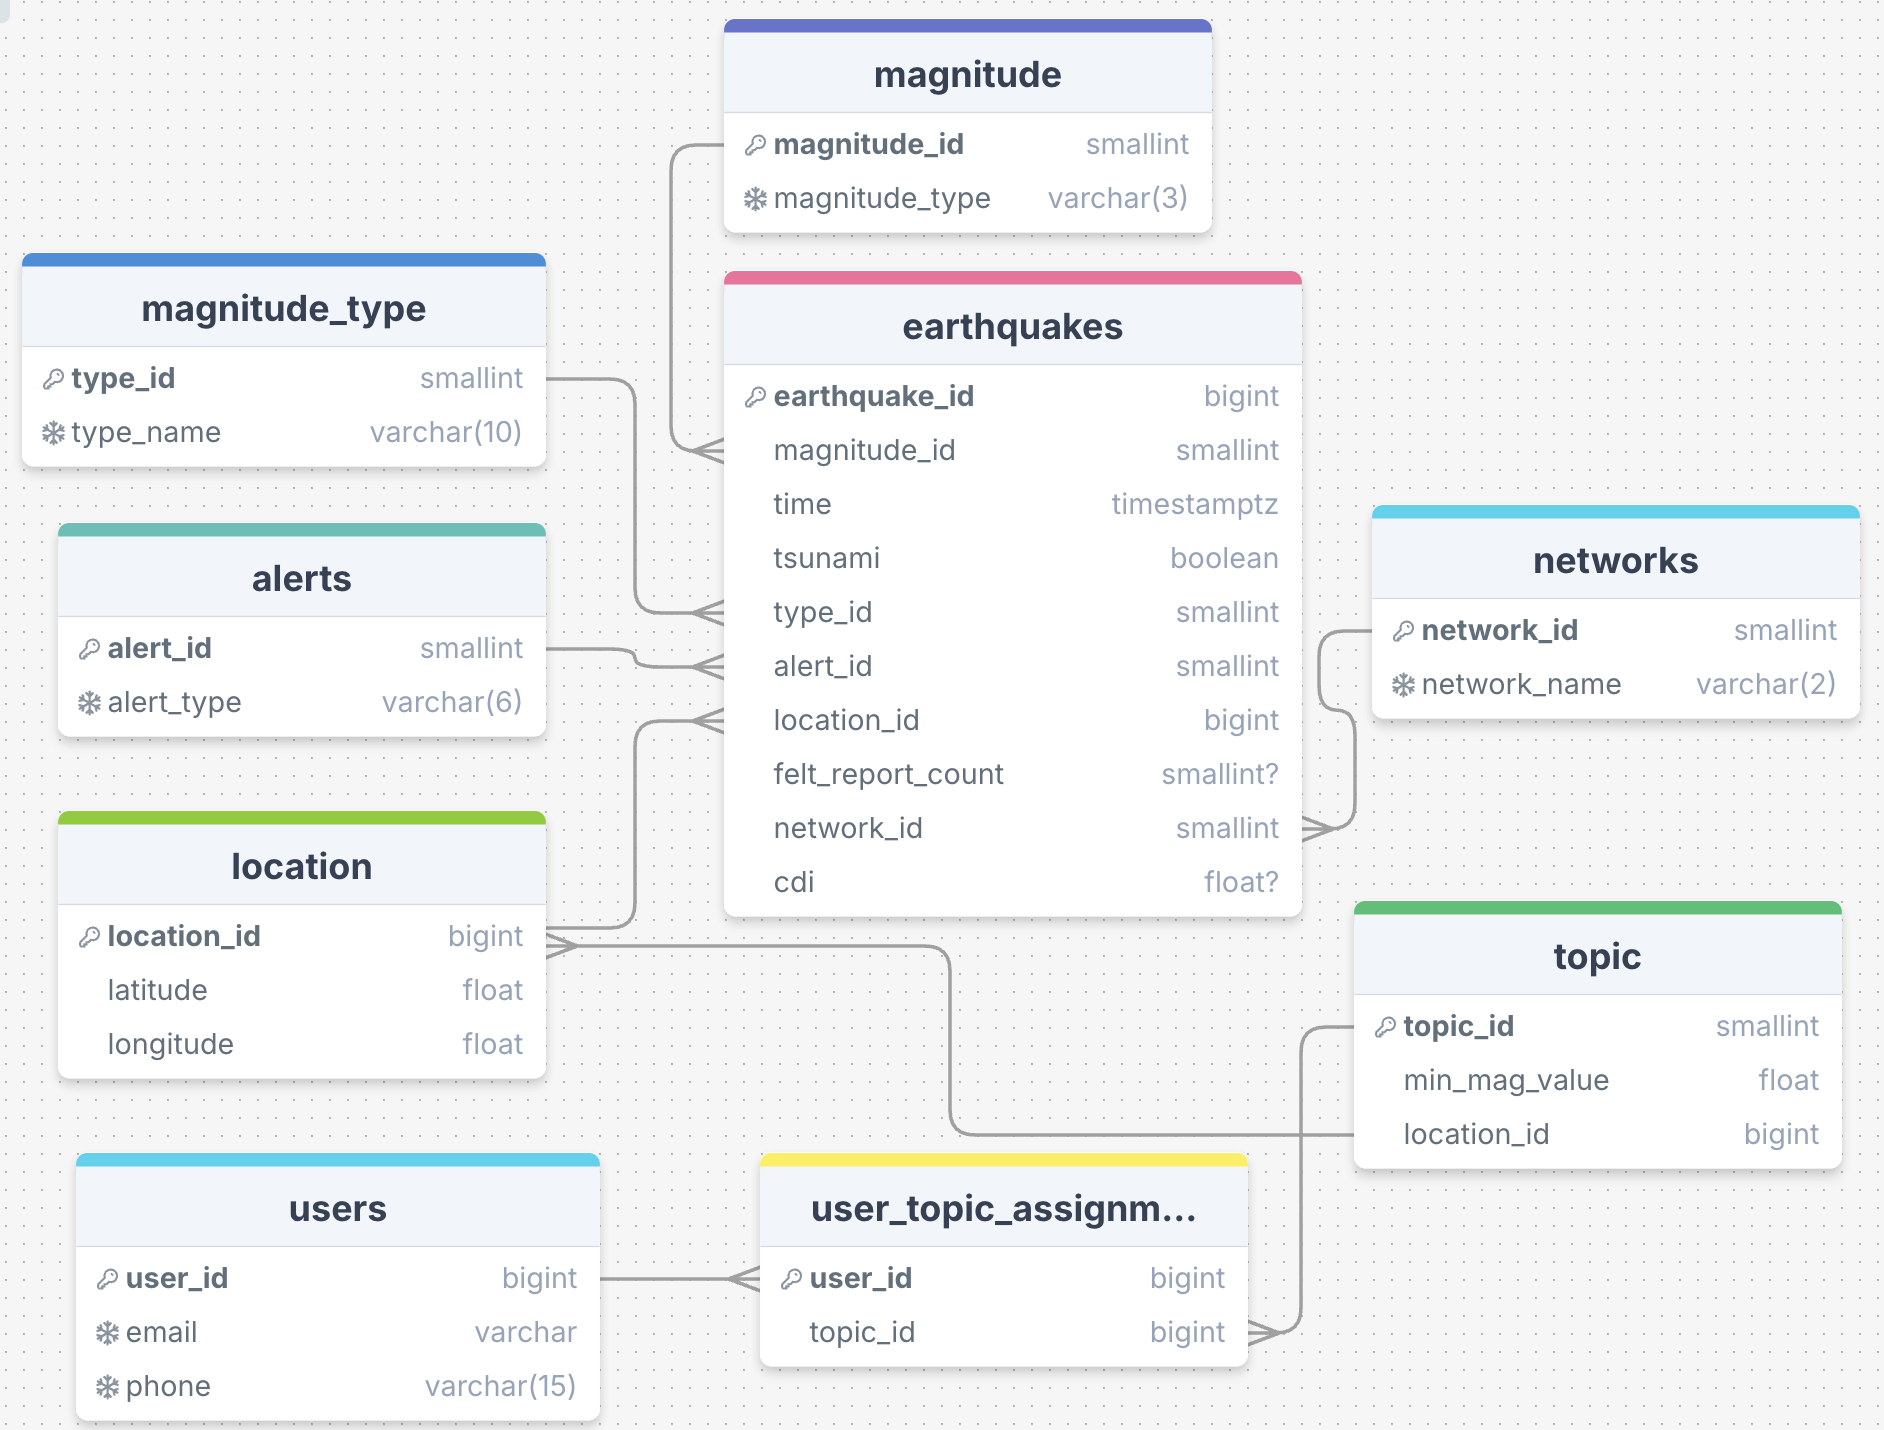 magnitude
magnitude_id smallint
magnitude_type varchar(3)
magnitude_type
type_id smallint
type_name varchar(10)
earthquakes
earthquake_id bigint
magnitude_id smallint
time timestamptz
tsunami boolean
type_id smallint
alert_id smallint
location_id bigint
felt_report_count smallint?
network_id smallint
cdi float?
alerts
alert_id smallint
alert_type varchar(6)
networks
network_id smallint
network_name varchar(2)
location
location_id bigint
latitude float
longitude float
topic
topic_id smallint
min_mag_value float
location_id bigint
users
user_id bigint
email varchar
phone varchar(15)
user_topic_assignm...
user_id bigint
topic_id bigint